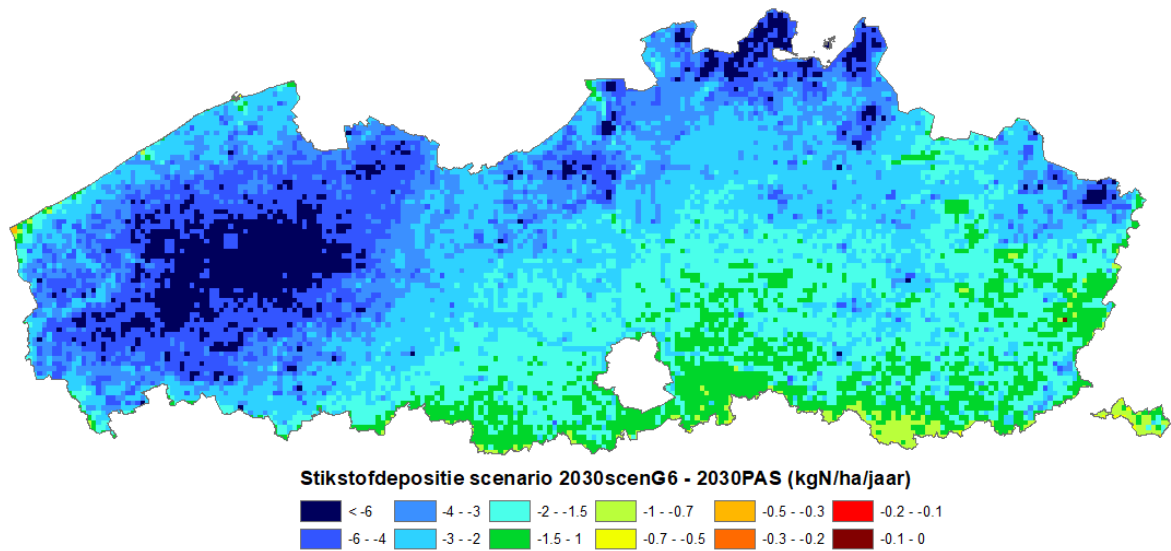 Stikstofdepositie scenario 2030scenG6 - 2030PAS (kgN/ha/jaar)
< -6 -4 - -3 -2 - -1.5 -1 - -0.7 -0.5 - -0.3 -0.2 - -0.1
-6 - -4 -3 - -2 -1.5 - 1 -0.7 - -0.5 -0.3 - -0.2 -0.1 - 0